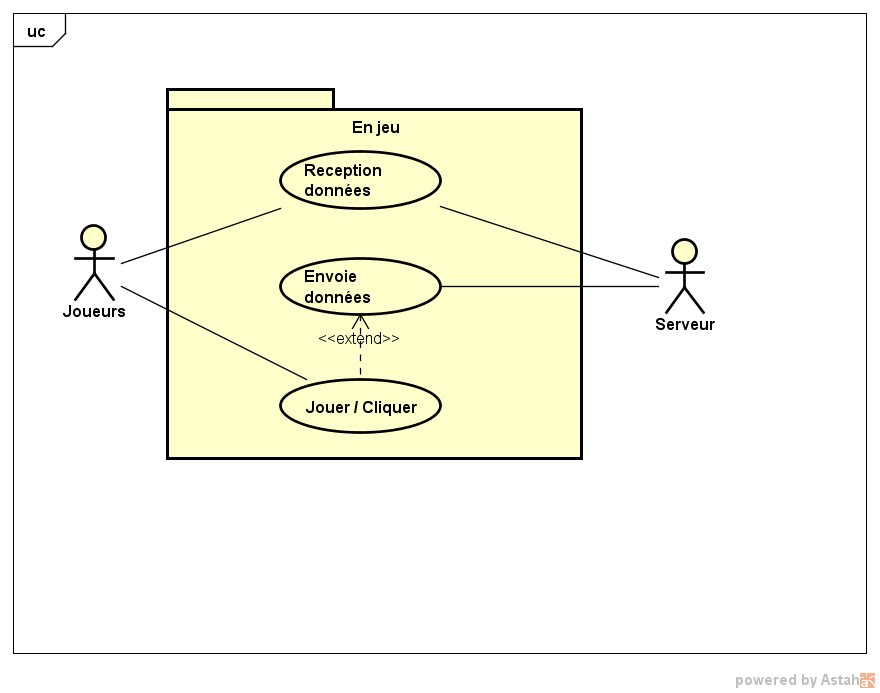 uc
En jeu
Reception
données
Envoie
données
<<extend>>
Jouer / Cliquer
Joueurs
Serveur
powered by Astah